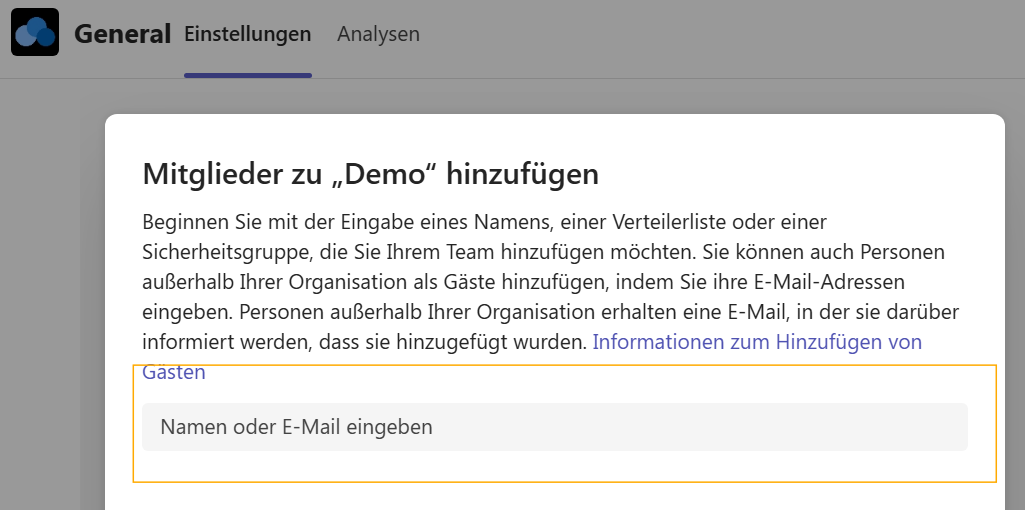 General Einstellungen Analysen
Mitglieder zu „Demo“ hinzufügen
Beginnen Sie mit der Eingabe eines Namens, einer Verteilerliste oder einer
Sicherheitsgruppe, die Sie Ihrem Team hinzufügen möchten. Sie können auch Personen
außerhalb Ihrer Organisation als Gäste hinzufügen, indem Sie ihre E-Mail-Adressen
eingeben. Personen außerhalb Ihrer Organisation erhalten eine E-Mail, in der sie darüber
informiert werden, dass sie hinzugefügt wurden. Informationen zum Hinzufügen von
Gästen
Namen oder E-Mail eingeben